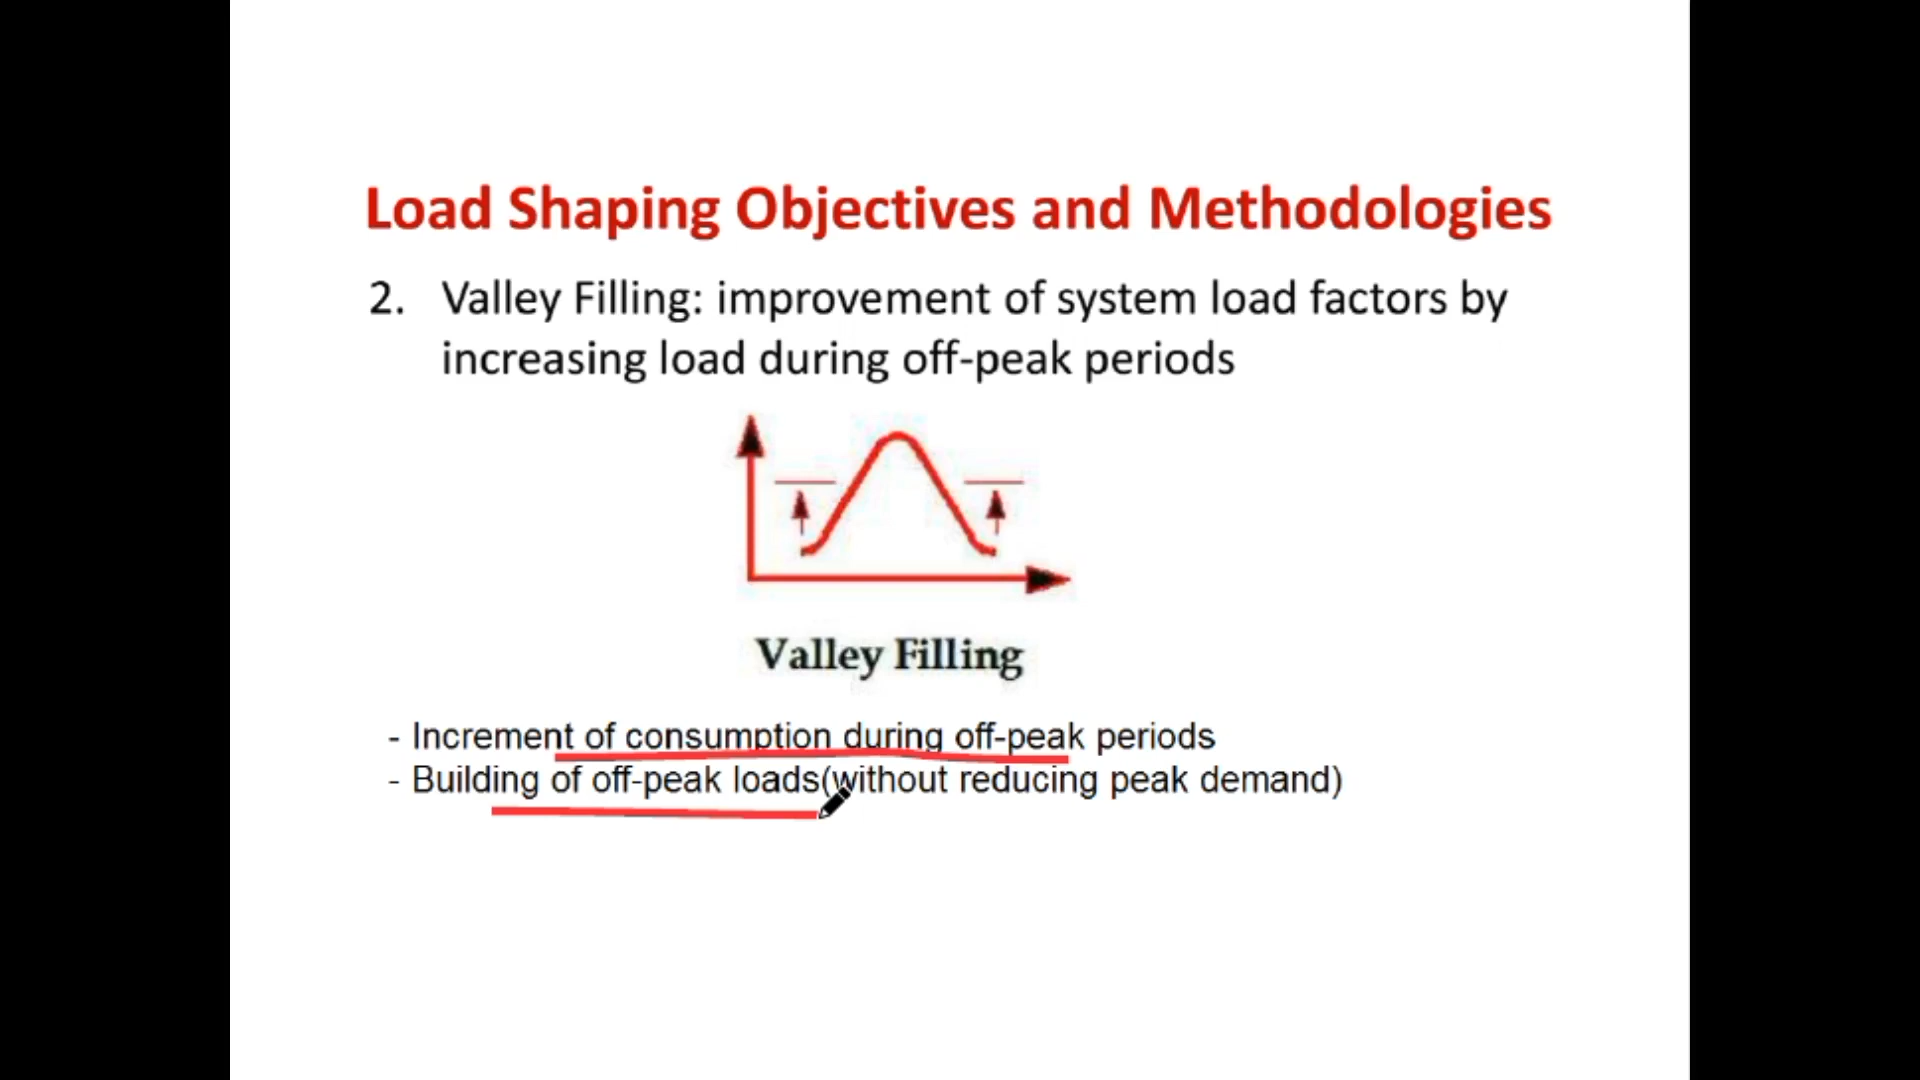 Load Shaping Objectives and Methodologies
2. Valley Filling: improvement of system load factors by
increasing load during off-peak periods
Valley Filling
- Increment of consumption during off-peak periods
- Building of off-peak loads(without reducing peak demand)